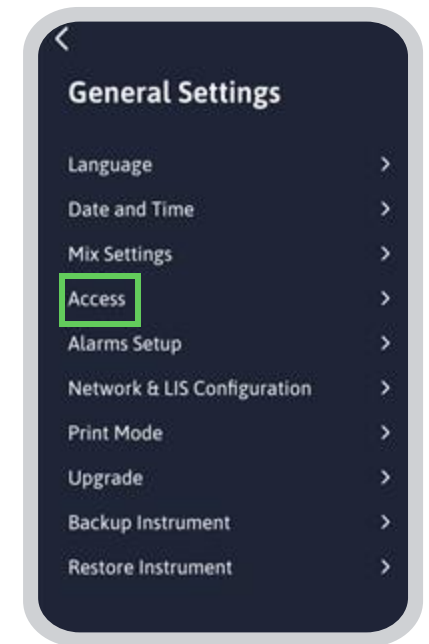 General Settings
Language
Date and Time
Mix Settings
Access
Alarms Setup
Network & LIS Configuration
Print Mode
Upgrade
Backup Instrument
Restore Instrument